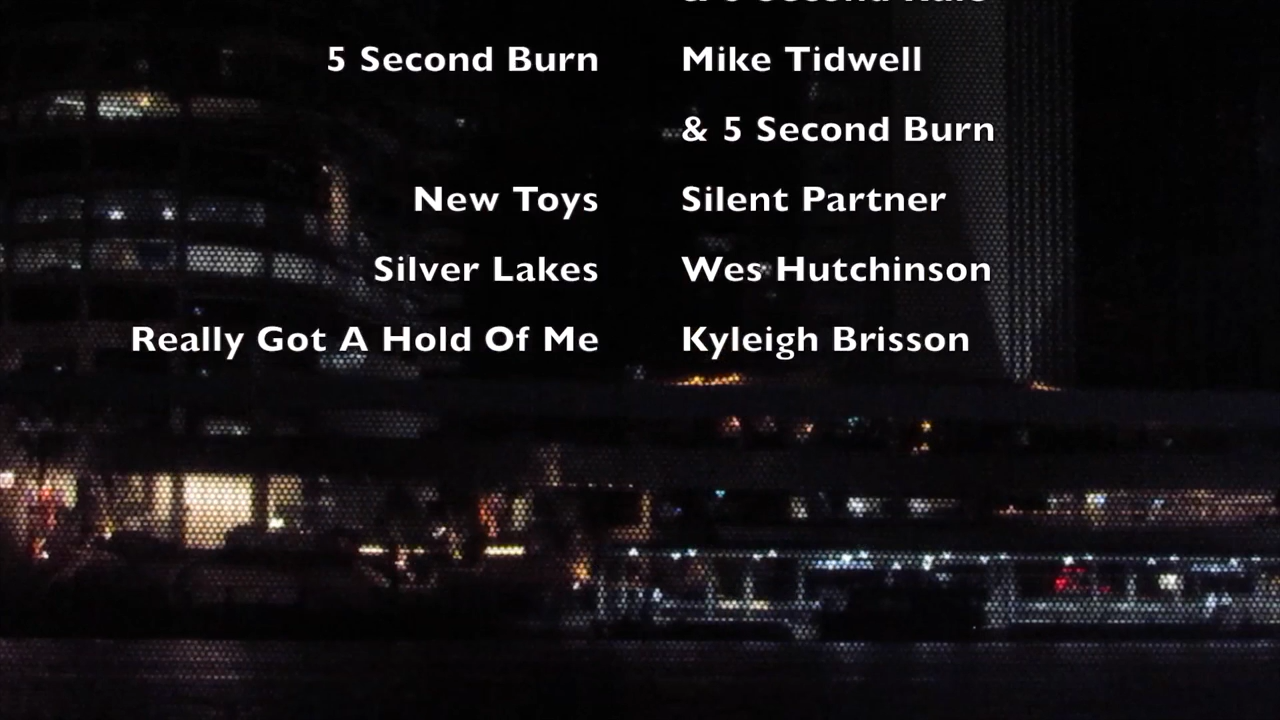 5 Second Burn Mike Tidwell
& 5 Second Burn
New Toys Silent Partner
Silver Lakes Wes Hutchinson
Really Got A Hold Of Me Kyleigh Brisson